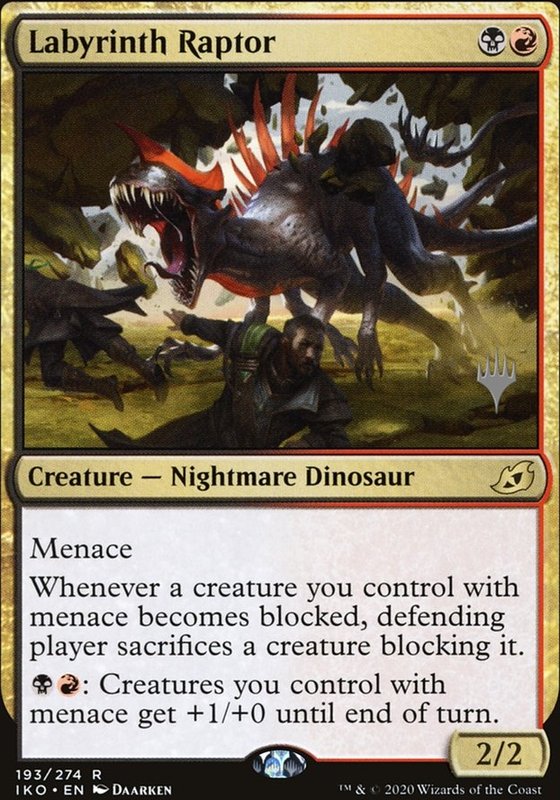 Labyrinth Raptor
Creature — Nightmare Dinosaur
Menace
Whenever a creature you control with
menace becomes blocked, defending
player sacrifices a creature blocking it.
: Creatures you control with
menace get +1/+0 until end of turn.
2/2
193/274 R
IKO • EN DAARKEN
™ & © 2020 Wizards of the Coast